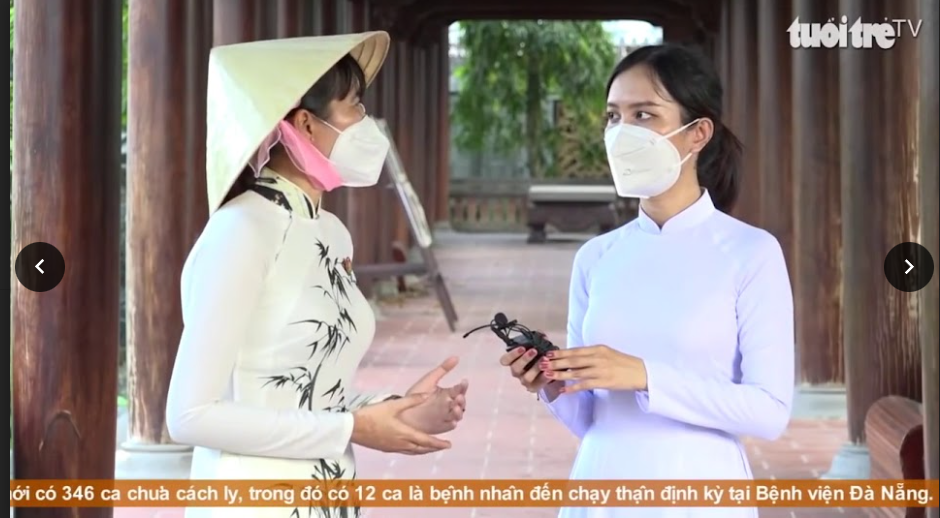 tuổi trẻ TV
ưới có 346 ca chưa cách ly, trong đó có 12 ca là bệnh nhân đến chạy thận định kỳ tại Bệnh viện Đà Nẵng.